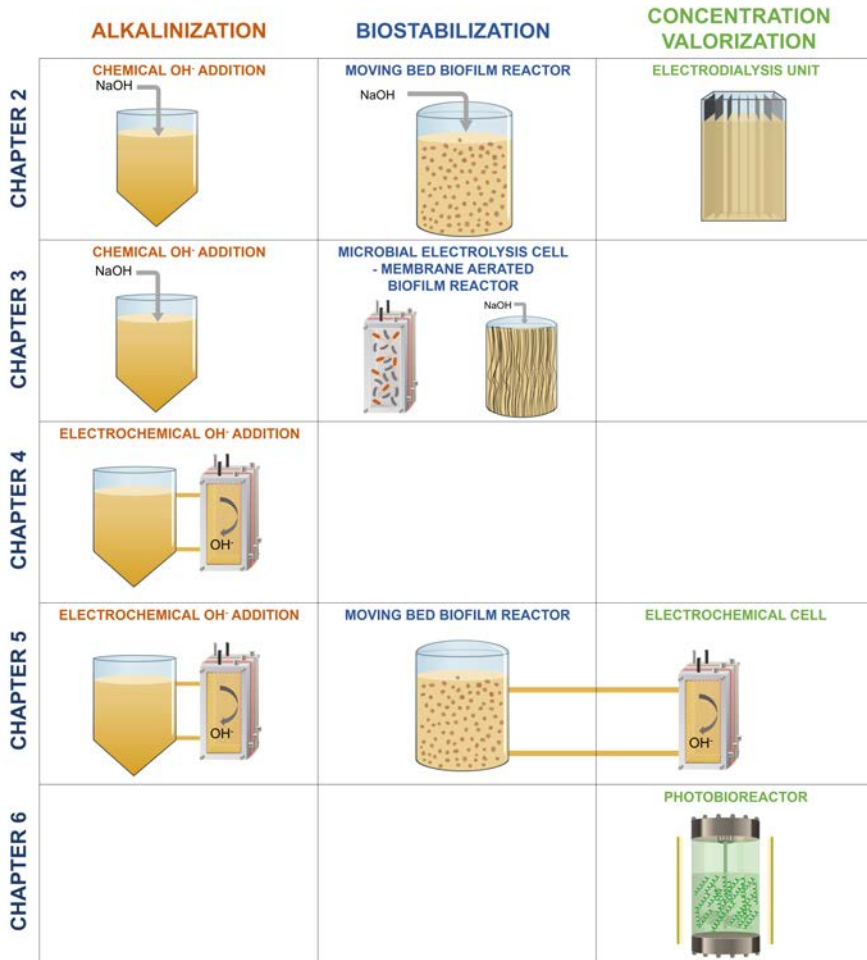 ALKALINIZATION
BIOSTABILIZATION
CONCENTRATION
VALORIZATION
CHAPTER 2
CHEMICAL OH- ADDITION
NaOH
MOVING BED BIOFILM REACTOR
NaOH
ELECTRODIALYSIS UNIT
CHAPTER 3
CHEMICAL OH- ADDITION
NaOH
MICROBIAL ELECTROLYSIS CELL
- MEMBRANE AERATED
BIOFILM REACTOR
NaOH
CHAPTER 4
ELECTROCHEMICAL OH- ADDITION
OH-
CHAPTER 5
ELECTROCHEMICAL OH- ADDITION
OH-
MOVING BED BIOFILM REACTOR
ELECTROCHEMICAL CELL
OH-
CHAPTER 6
PHOTOBIOREACTOR